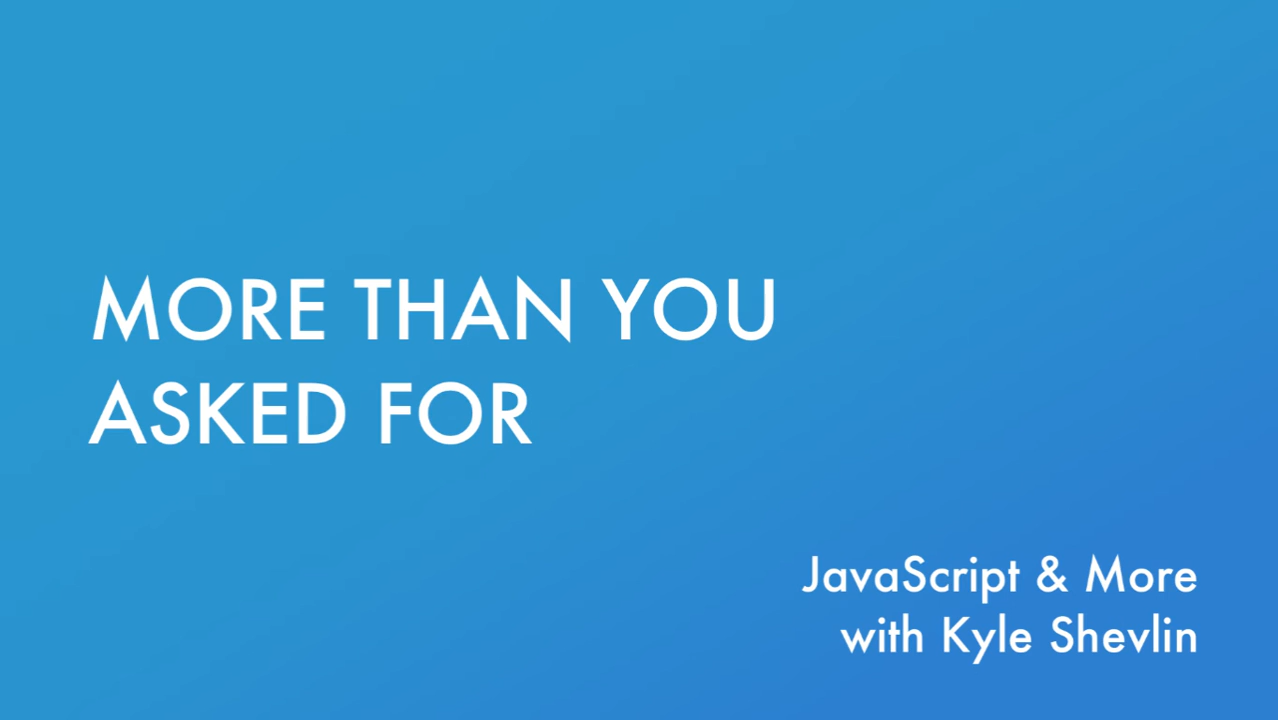 MORE THAN YOU
ASKED FOR
JavaScript & More
with Kyle Shevlin